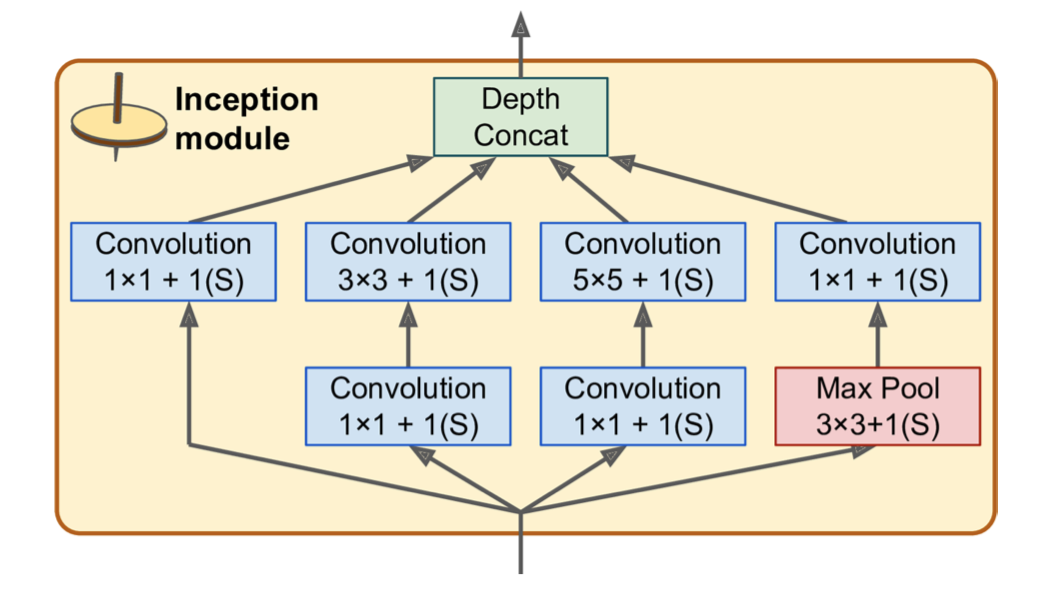 Inception
module
Depth
Concat
Convolution
1×1 + 1(S)
Convolution
3×3 + 1(S)
Convolution
5×5 + 1(S)
Convolution
1×1 + 1(S)
Convolution
1×1 + 1(S)
Convolution
1×1 + 1(S)
Max Pool
3×3+1(S)